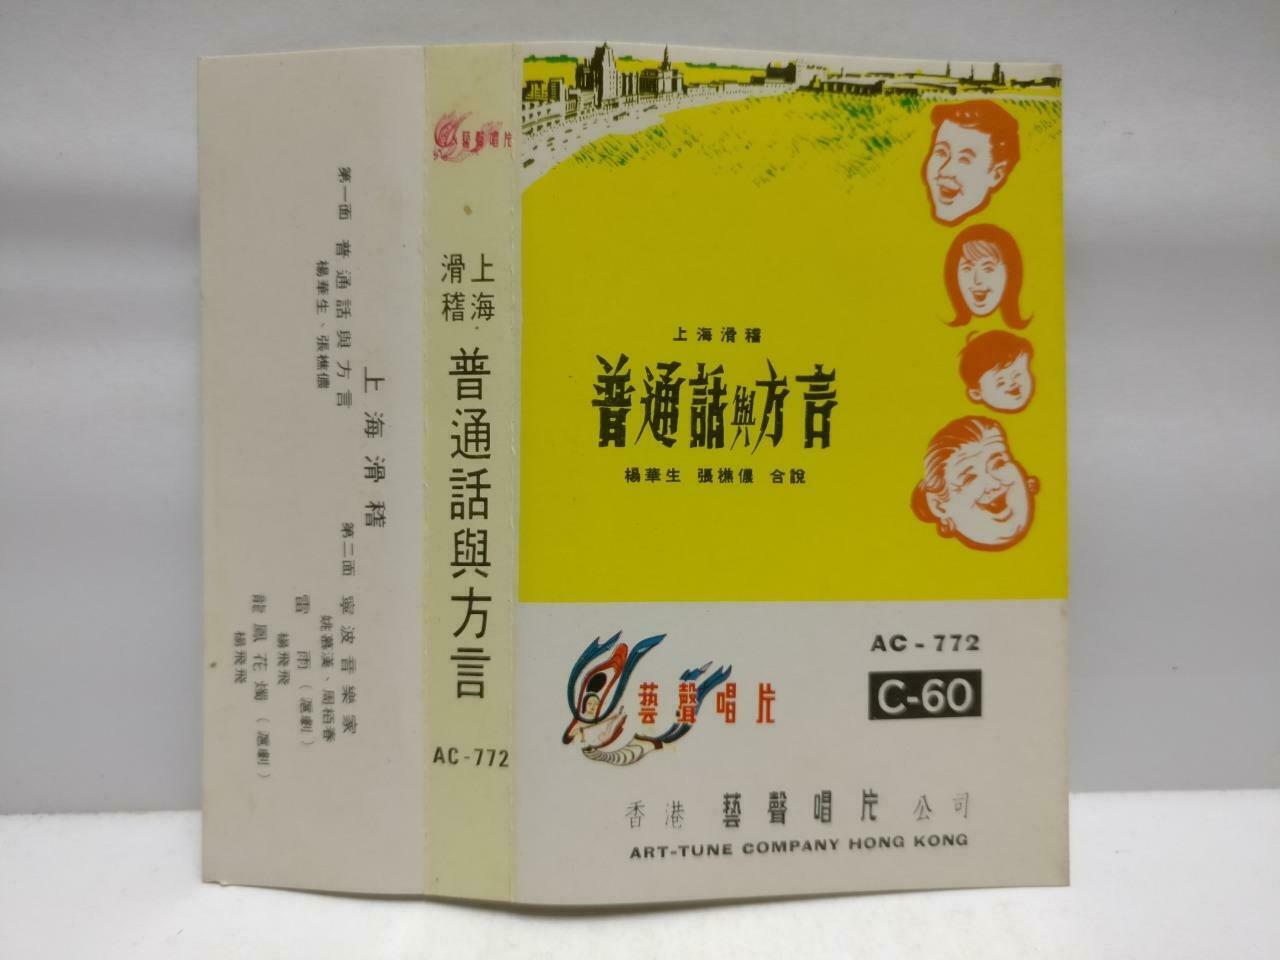 上海滑稽
普通話與方言
楊華生 張樵儂 合說
藝聲唱片
AC-772
C-60
香港 藝聲唱片 公司
ART-TUNE COMPANY HONG KONG
藝聲唱片
上海滑稽
普通話與方言
AC-772
上海滑稽
第一面 普通話與方言
楊華生、張樵儂
第二面 寧波音樂家
姚慕漢、周栢春
雷雨（滬劇）
楊飛飛
龍鳳花燭（滬劇）
楊飛飛